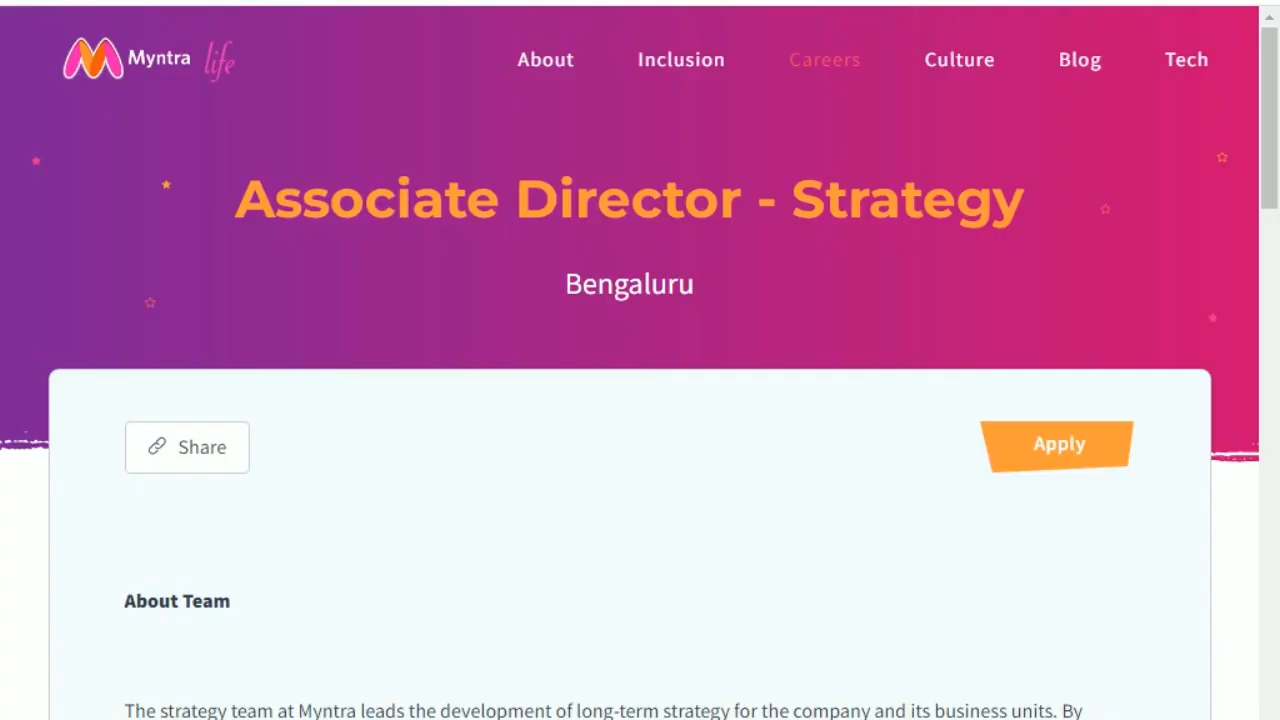 Myntra life
About Inclusion Careers Culture Blog Tech
Associate Director - Strategy
Bengaluru
Share
Apply
About Team
The strategy team at Myntra leads the development of long-term strategy for the company and its business units. By